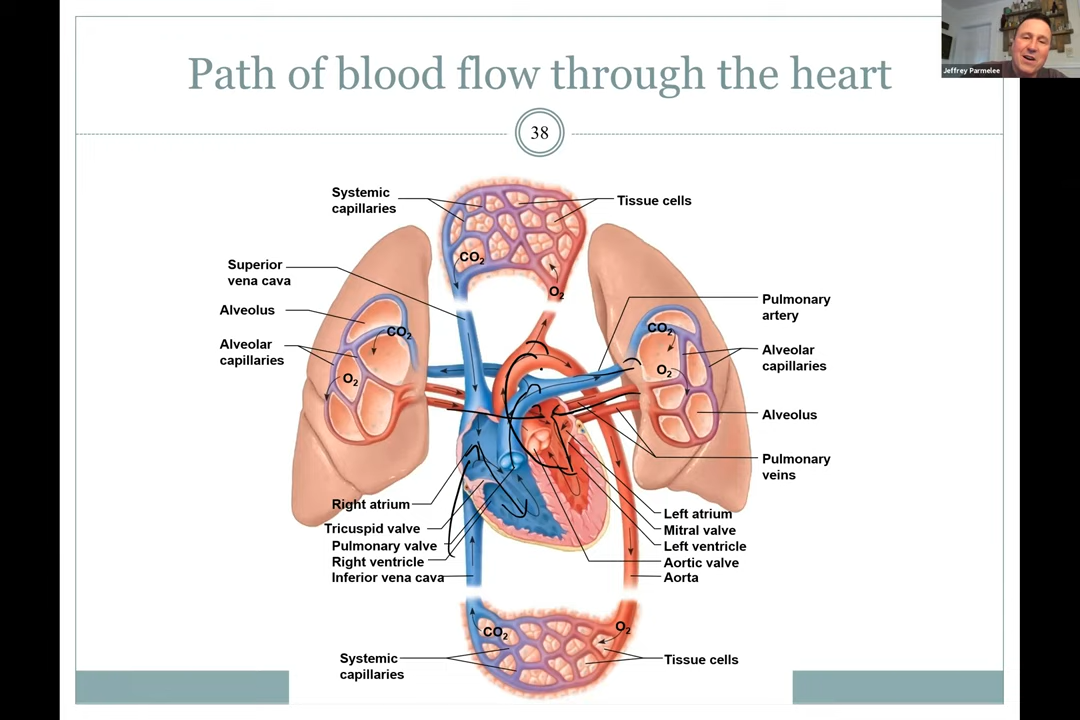 Path of blood flow through the heart
Jeffrey Parmelee
38
Systemic
capillaries
Tissue cells
CO₂
O₂
Superior
vena cava
Alveolus
Alveolar
capillaries
CO₂
O₂
Pulmonary
artery
CO₂
O₂
Alveolar
capillaries
Alveolus
Pulmonary
veins
Right atrium
Tricuspid valve
Pulmonary valve
Right ventricle
Inferior vena cava
Left atrium
Mitral valve
Left ventricle
Aortic valve
Aorta
CO₂
O₂
Systemic
capillaries
Tissue cells